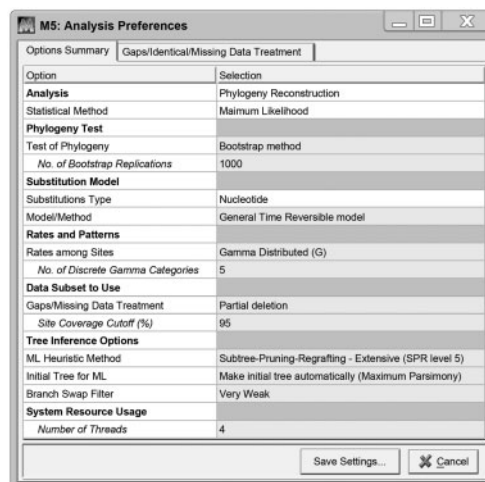 M5: Analysis Preferences
Options Summary Gaps/Identical/Missing Data Treatment
Option Selection
Analysis Phylogeny Reconstruction
Statistical Method Maimum Likelihood
Phylogeny Test
Test of Phylogeny Bootstrap method
No. of Bootstrap Replications 1000
Substitution Model
Substitutions Type Nucleotide
Model/Method General Time Reversible model
Rates and Patterns
Rates among Sites Gamma Distributed (G)
No. of Discrete Gamma Categories 5
Data Subset to Use
Gaps/Missing Data Treatment Partial deletion
Site Coverage Cutoff (%) 95
Tree Inference Options
ML Heuristic Method Subtree-Pruning-Regrafting - Extensive (SPR level 5)
Initial Tree for ML Make initial tree automatically (Maximum Parsimony)
Branch Swap Filter Very Weak
System Resource Usage
Number of Threads 4
Save Settings... Cancel